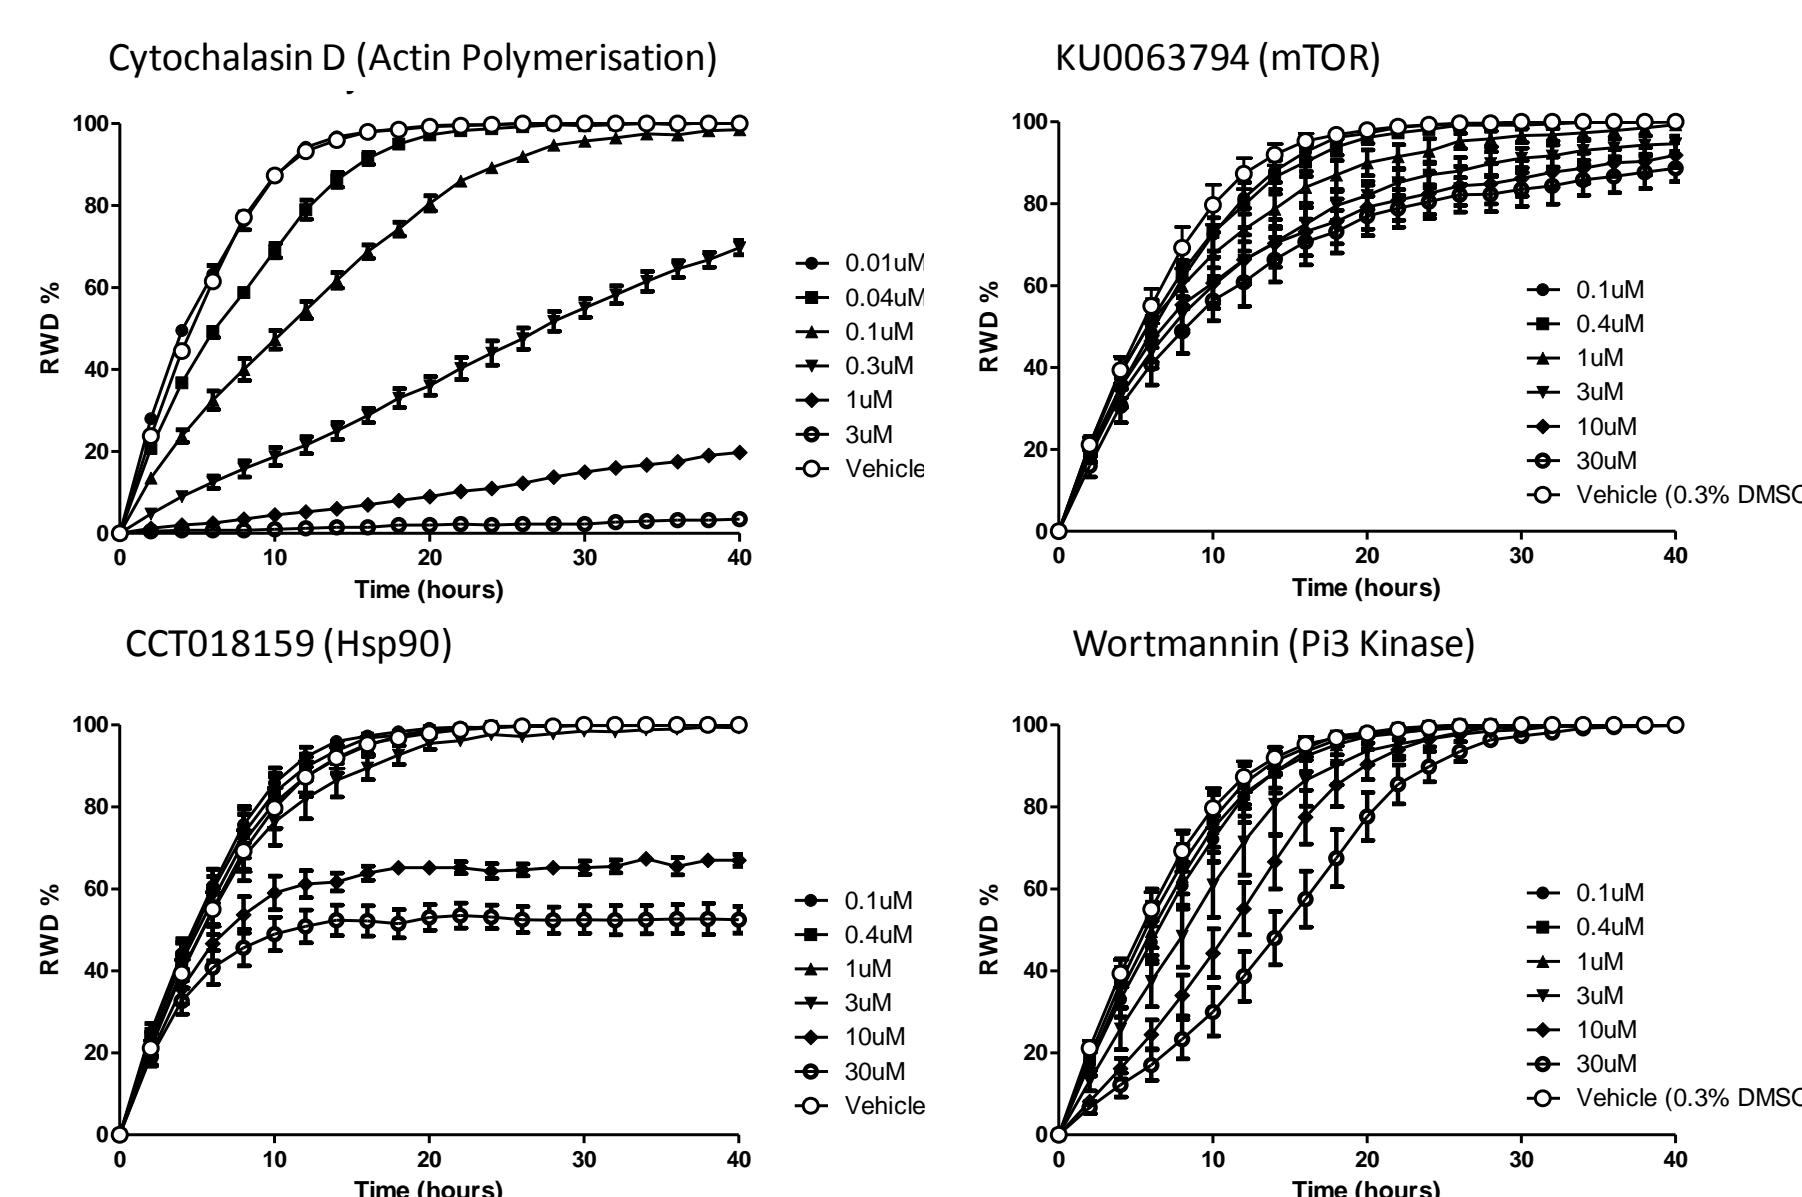 Cytochalasin D (Actin Polymerisation)
100
80
60
40
20
0
RWD %
0 10 20 30 40
Time (hours)
0.01uM
0.04uM
0.1uM
0.3uM
1uM
3uM
Vehicle
KU0063794 (mTOR)
100
80
60
40
20
0
RWD %
0 10 20 30 40
Time (hours)
0.1uM
0.4uM
1uM
3uM
10uM
30uM
Vehicle (0.3% DMSO
CCT018159 (Hsp90)
100
80
60
40
20
0
RWD %
0 10 20 30 40
Time (hours)
0.1uM
0.4uM
1uM
3uM
10uM
30uM
Vehicle
Wortmannin (Pi3 Kinase)
100
80
60
40
20
0
RWD %
0 10 20 30 40
Time (hours)
0.1uM
0.4uM
1uM
3uM
10uM
30uM
Vehicle (0.3% DMSO